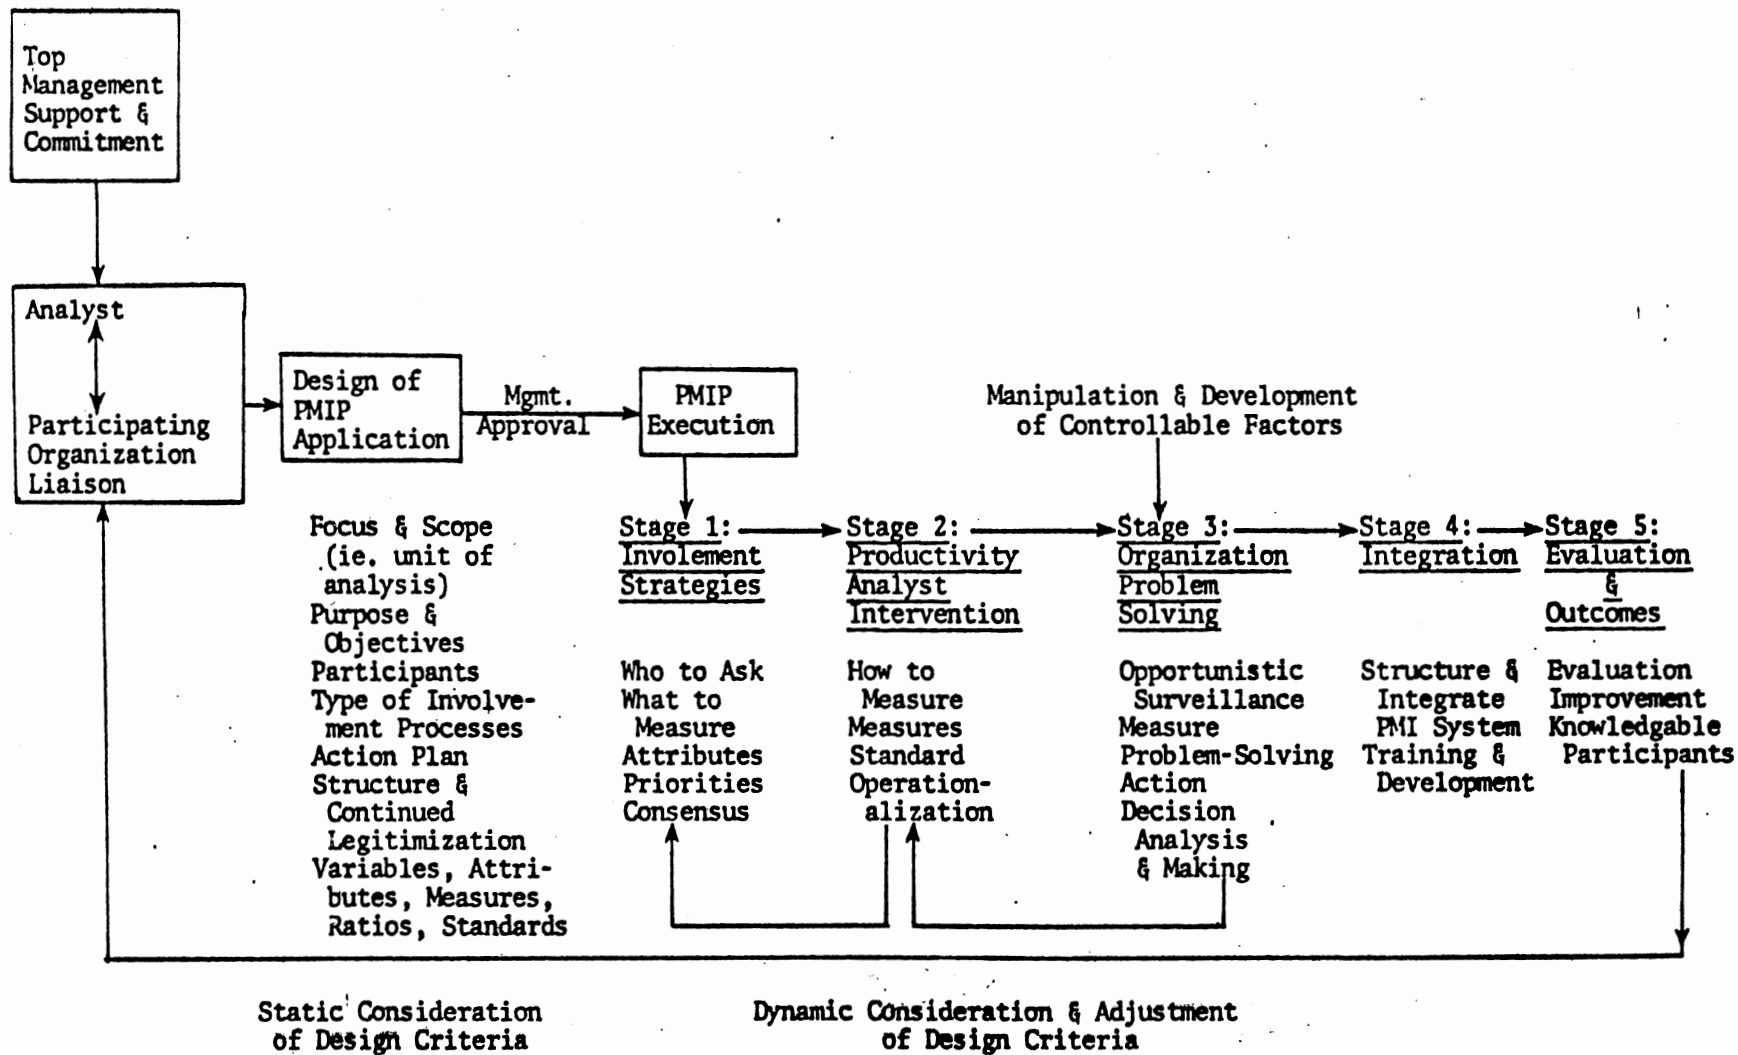 Top
Management
Support &
Commitment
Analyst
Participating
Organization
Liaison
Design of
PMIP
Application
Mgmt.
Approval
PMIP
Execution
Manipulation & Development
of Controllable Factors
Focus & Scope
(ie. unit of
analysis)
Purpose &
Objectives
Participants
Type of Involve-
ment Processes
Action Plan
Structure &
Continued
Legitimization
Variables, Attri-
butes, Measures,
Ratios, Standards
Stage 1:
Involement
Strategies
Who to Ask
What to
Measure
Attributes
Priorities
Consensus
Stage 2:
Productivity
Analyst
Intervention
How to
Measure
Measures
Standard
Operation-
alization
Stage 3:
Organization
Problem
Solving
Opportunistic
Surveillance
Measure
Problem-Solving
Action
Decision
Analysis
& Making
Stage 4:
Integration
Structure &
Integrate
PMI System
Training &
Development
Stage 5:
Evaluation
&
Outcomes
Evaluation
Improvement
Knowledgable
Participants
Static Consideration
of Design Criteria
Dynamic Consideration & Adjustment
of Design Criteria